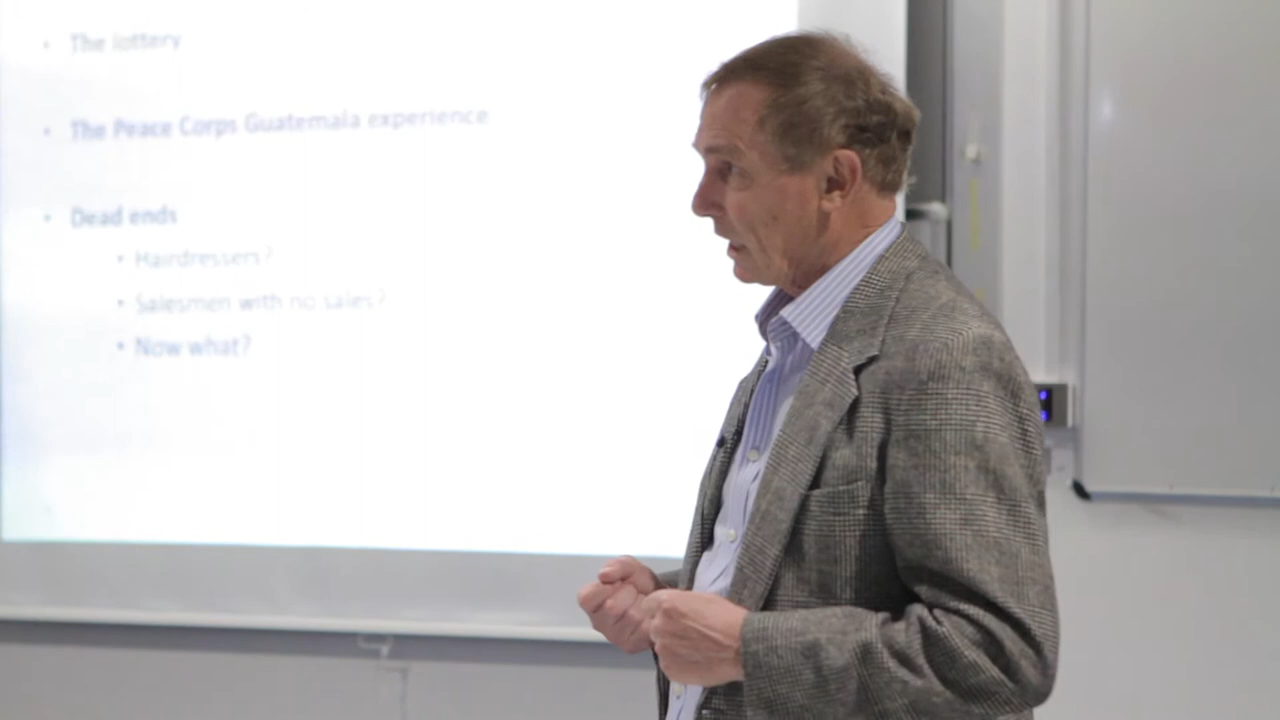 • The lottery
• The Peace Corps Guatemala experience
• Dead ends
• Hairdressers?
• Salesmen with no sales?
• Now what?